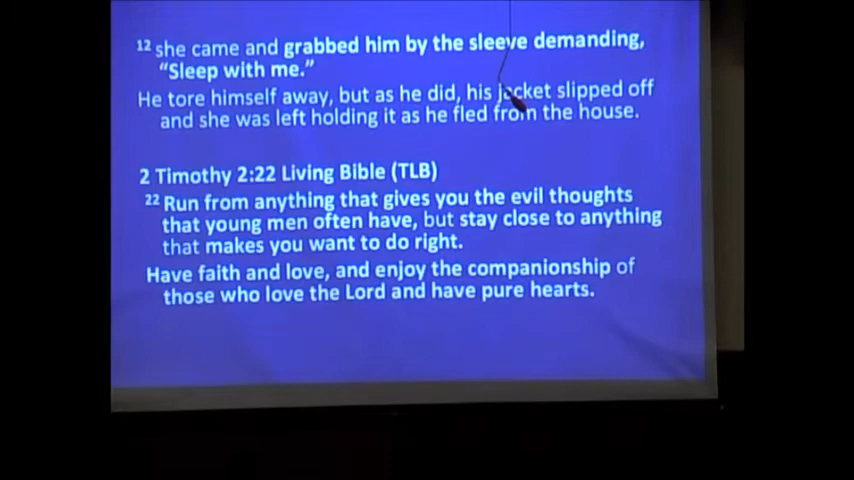 12 she came and grabbed him by the sleeve demanding,
"Sleep with me."
He tore himself away, but as he did, his jacket slipped off
and she was left holding it as he fled from the house.
2 Timothy 2:22 Living Bible (TLB)
22 Run from anything that gives you the evil thoughts
that young men often have, but stay close to anything
that makes you want to do right.
Have faith and love, and enjoy the companionship of
those who love the Lord and have pure hearts.